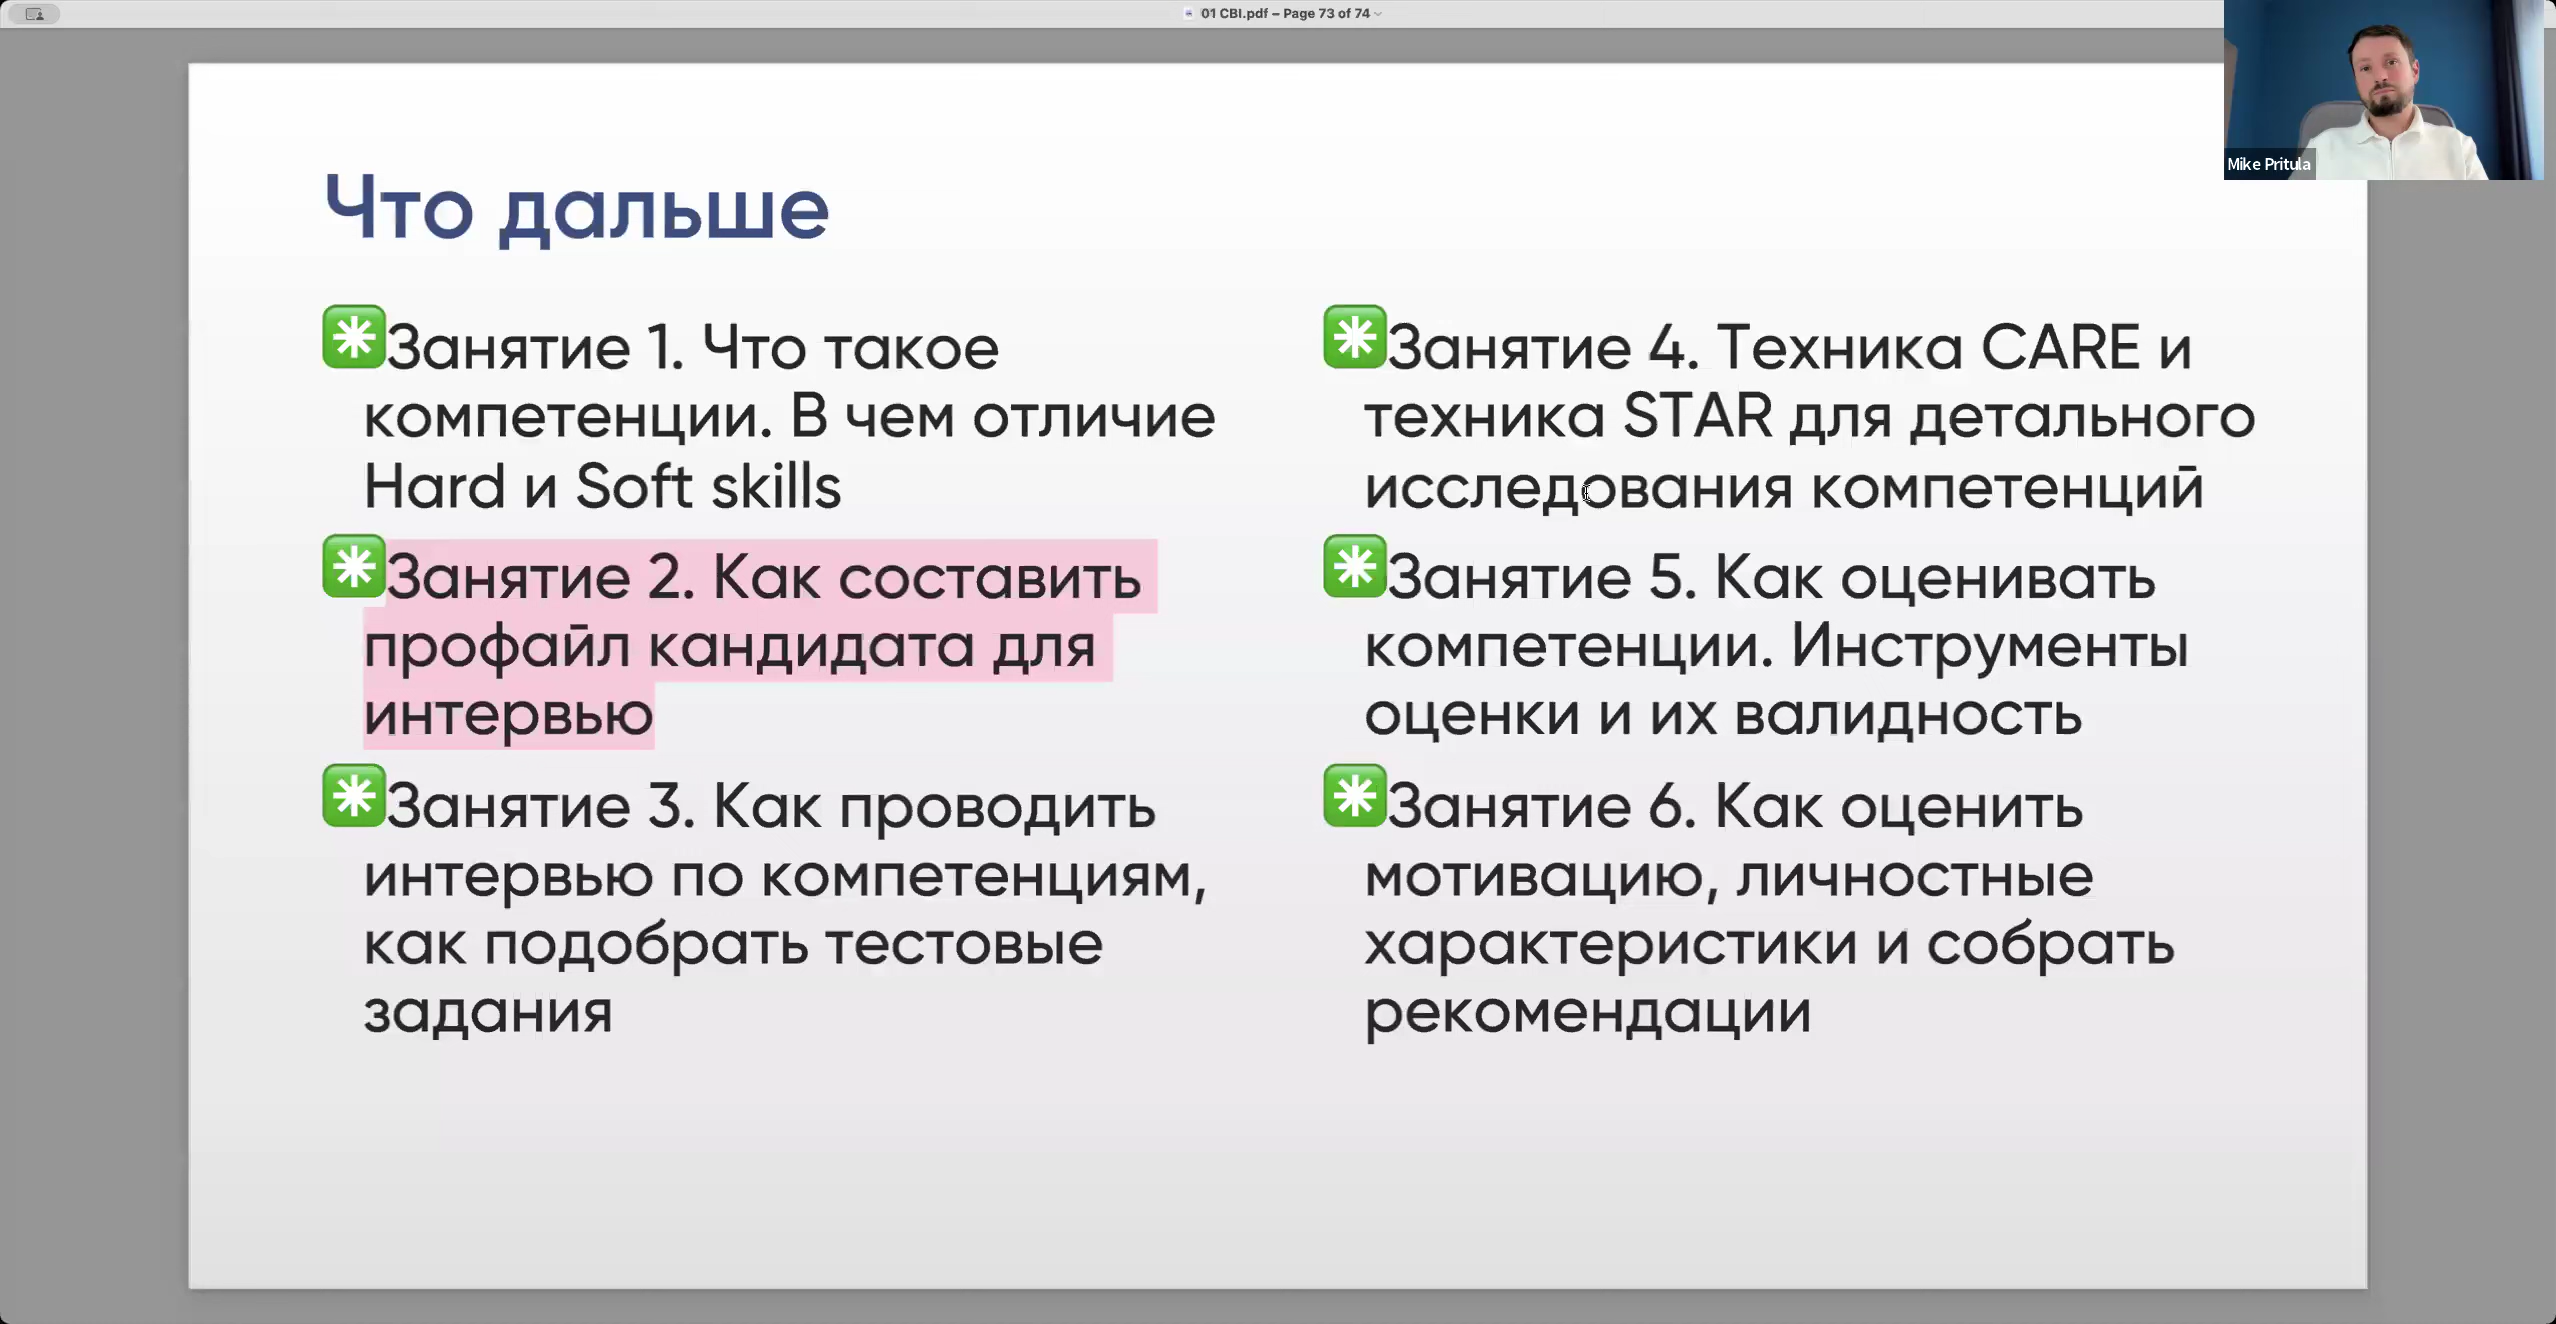 01 CBI.pdf – Page 73 of 74
Mike Pritula
Что дальше
Занятие 1. Что такое
компетенции. В чем отличие
Hard и Soft skills
Занятие 2. Как составить
профайл кандидата для
интервью
Занятие 3. Как проводить
интервью по компетенциям,
как подобрать тестовые
задания
Занятие 4. Техника CARE и
техника STAR для детального
исследования компетенций
Занятие 5. Как оценивать
компетенции. Инструменты
оценки и их валидность
Занятие 6. Как оценить
мотивацию, личностные
характеристики и собрать
рекомендации